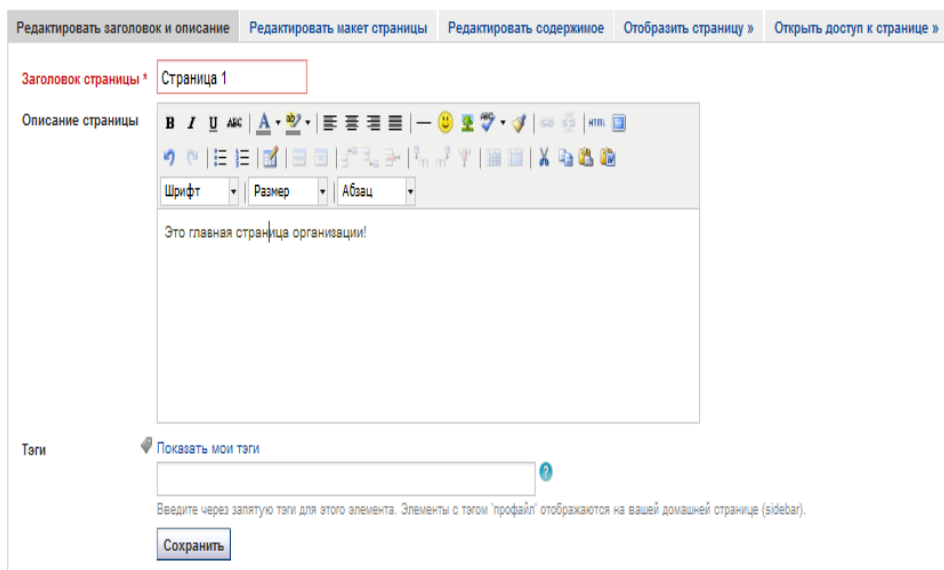 Редактировать заголовок и описание Редактировать макет страницы Редактировать содержимое Отобразить страницу » Открыть доступ к странице »
Заголовок страницы * Страница 1
Описание страницы B I U ABC A ab HTML
Шрифт Размер Абзац
Это главная страница организации!
Тэги Показать мои тэги
Введите через запятую тэги для этого элемента. Элементы с тэгом 'профайл' отображаются на вашей домашней странице (sidebar).
Сохранить